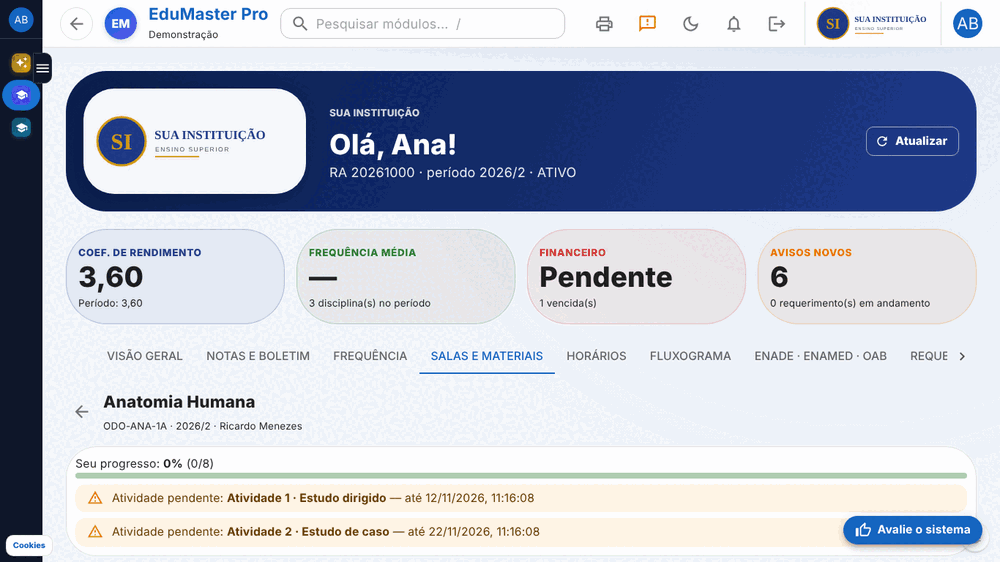 AB
EM
EduMaster Pro
Demonstração
Pesquisar módulos... /
SI
SUA INSTITUIÇÃO
ENSINO SUPERIOR
AB
SI
SUA INSTITUIÇÃO
ENSINO SUPERIOR
SUA INSTITUIÇÃO
Olá, Ana!
RA 20261000 · período 2026/2 · ATIVO
Atualizar
COEF. DE RENDIMENTO
3,60
Período: 3,60
FREQUÊNCIA MÉDIA
—
3 disciplina(s) no período
FINANCEIRO
Pendente
1 vencida(s)
AVISOS NOVOS
6
0 requerimento(s) em andamento
VISÃO GERAL NOTAS E BOLETIM FREQUÊNCIA SALAS E MATERIAIS HORÁRIOS FLUXOGRAMA ENADE · ENAMED · OAB REQUE
Anatomia Humana
ODO-ANA-1A · 2026/2 · Ricardo Menezes
Seu progresso: 0% (0/8)
Atividade pendente: Atividade 1 · Estudo dirigido — até 12/11/2026, 11:16:08
Atividade pendente: Atividade 2 · Estudo de caso — até 22/11/2026, 11:16:08
Avalie o sistema
Cookies